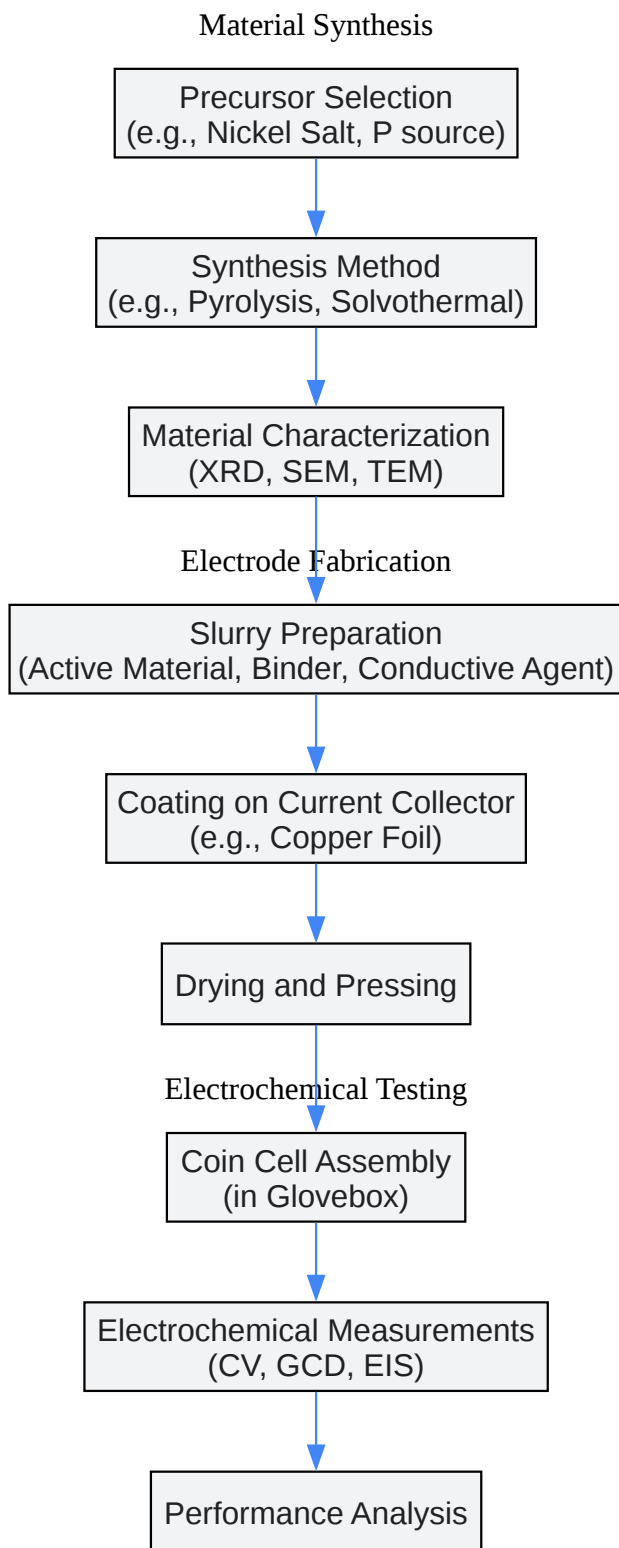 Material Synthesis
Precursor Selection
(e.g., Nickel Salt, P source)
Synthesis Method
(e.g., Pyrolysis, Solvothermal)
Material Characterization
(XRD, SEM, TEM)
Electrode Fabrication
Slurry Preparation
(Active Material, Binder, Conductive Agent)
Coating on Current Collector
(e.g., Copper Foil)
Drying and Pressing
Electrochemical Testing
Coin Cell Assembly
(in Glovebox)
Electrochemical Measurements
(CV, GCD, EIS)
Performance Analysis